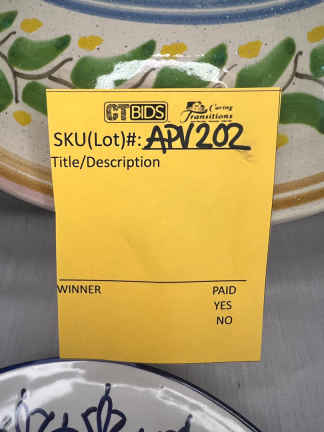 CTBIDS Caring Transitions
SKU(Lot)#: APV202
Title/Description
WINNER PAID
YES
NO